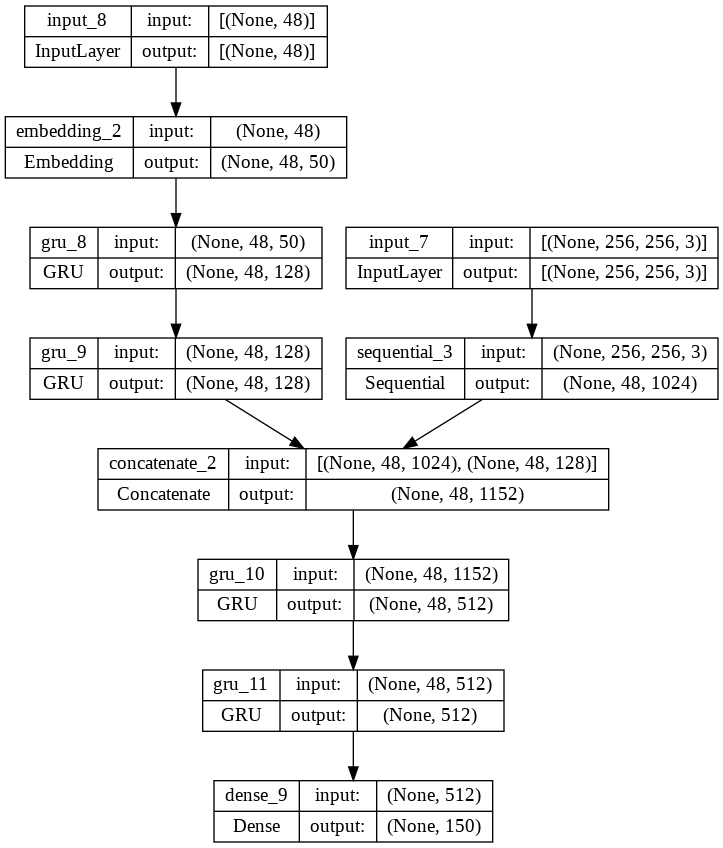 input_8 input: [(None, 48)]
InputLayer output: [(None, 48)]
embedding_2 input: (None, 48)
Embedding output: (None, 48, 50)
gru_8 input: (None, 48, 50)
GRU output: (None, 48, 128)
input_7 input: [(None, 256, 256, 3)]
InputLayer output: [(None, 256, 256, 3)]
gru_9 input: (None, 48, 128)
GRU output: (None, 48, 128)
sequential_3 input: (None, 256, 256, 3)
Sequential output: (None, 48, 1024)
concatenate_2 input: [(None, 48, 1024), (None, 48, 128)]
Concatenate output: (None, 48, 1152)
gru_10 input: (None, 48, 1152)
GRU output: (None, 48, 512)
gru_11 input: (None, 48, 512)
GRU output: (None, 512)
dense_9 input: (None, 512)
Dense output: (None, 150)